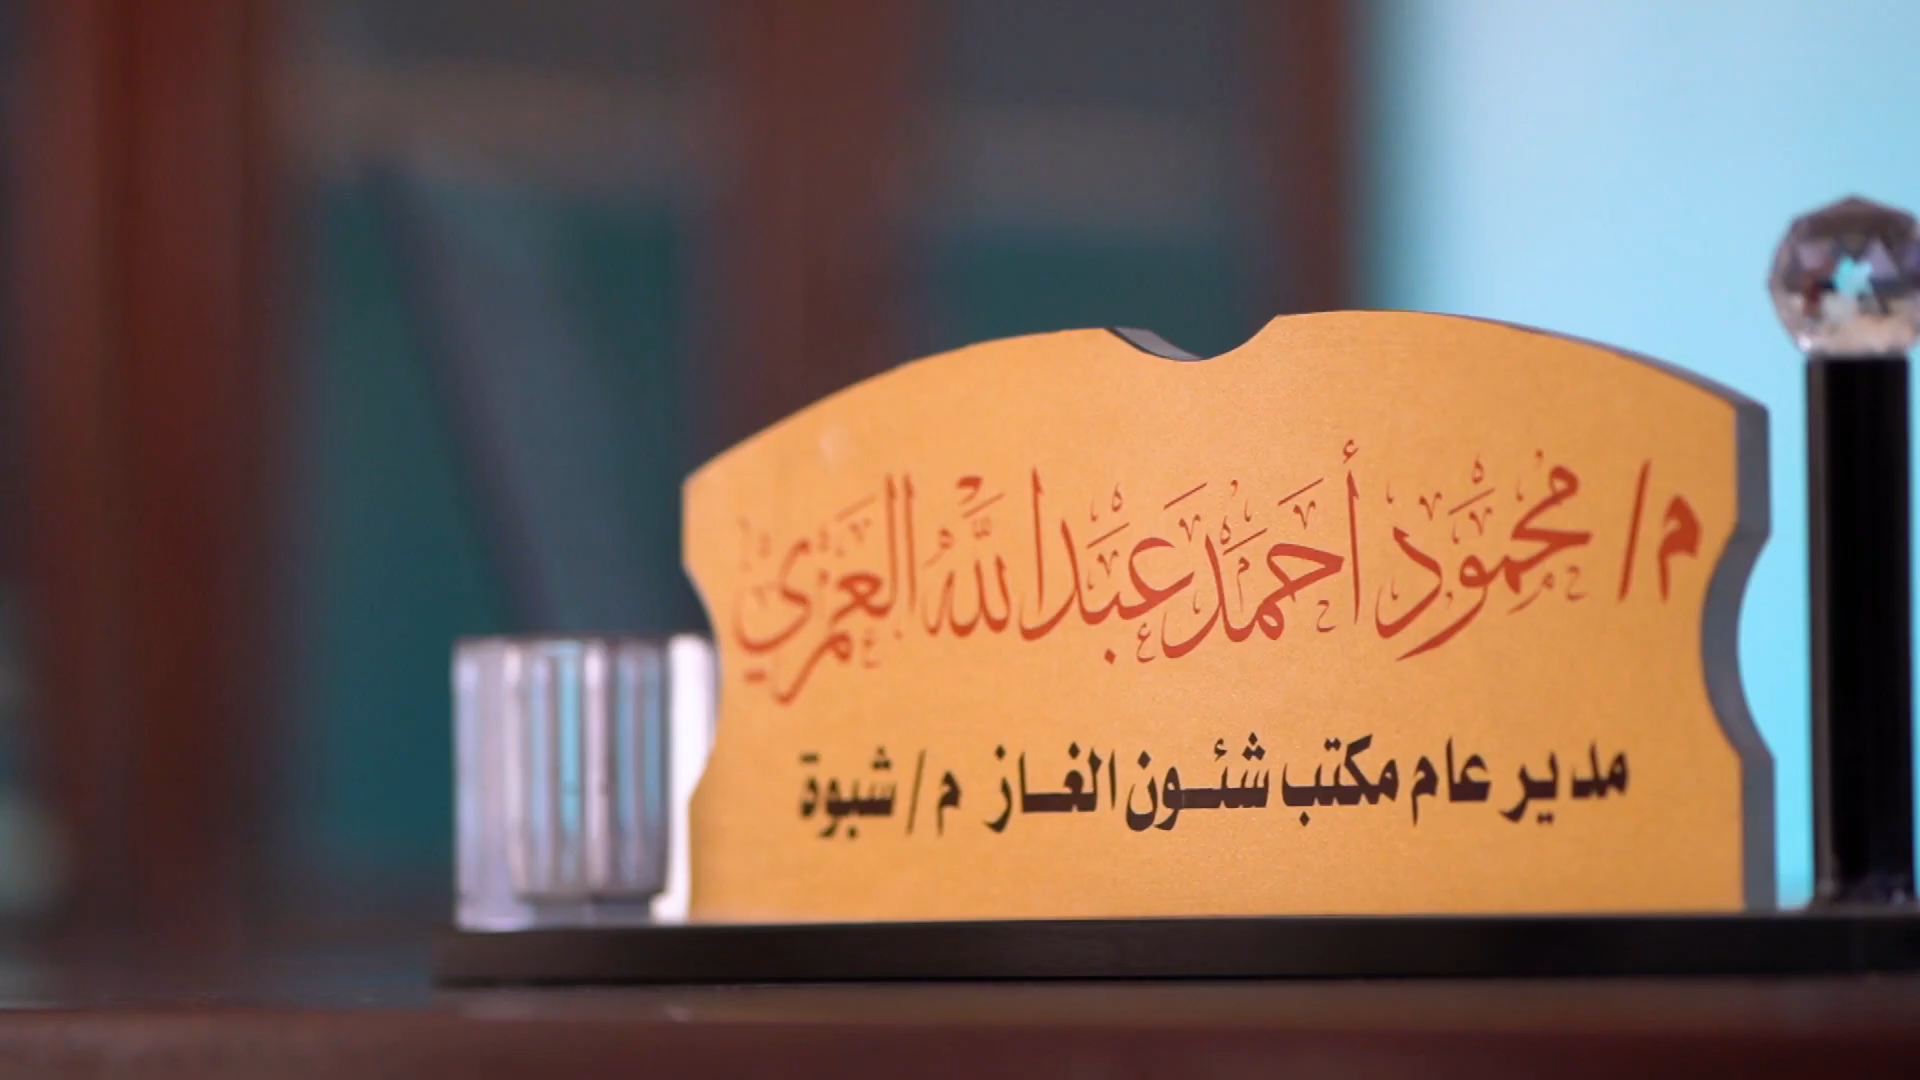 م/ محمود أحمد عبدالله العمري
مدير عام مكتب شئون الغاز م/ شبوة